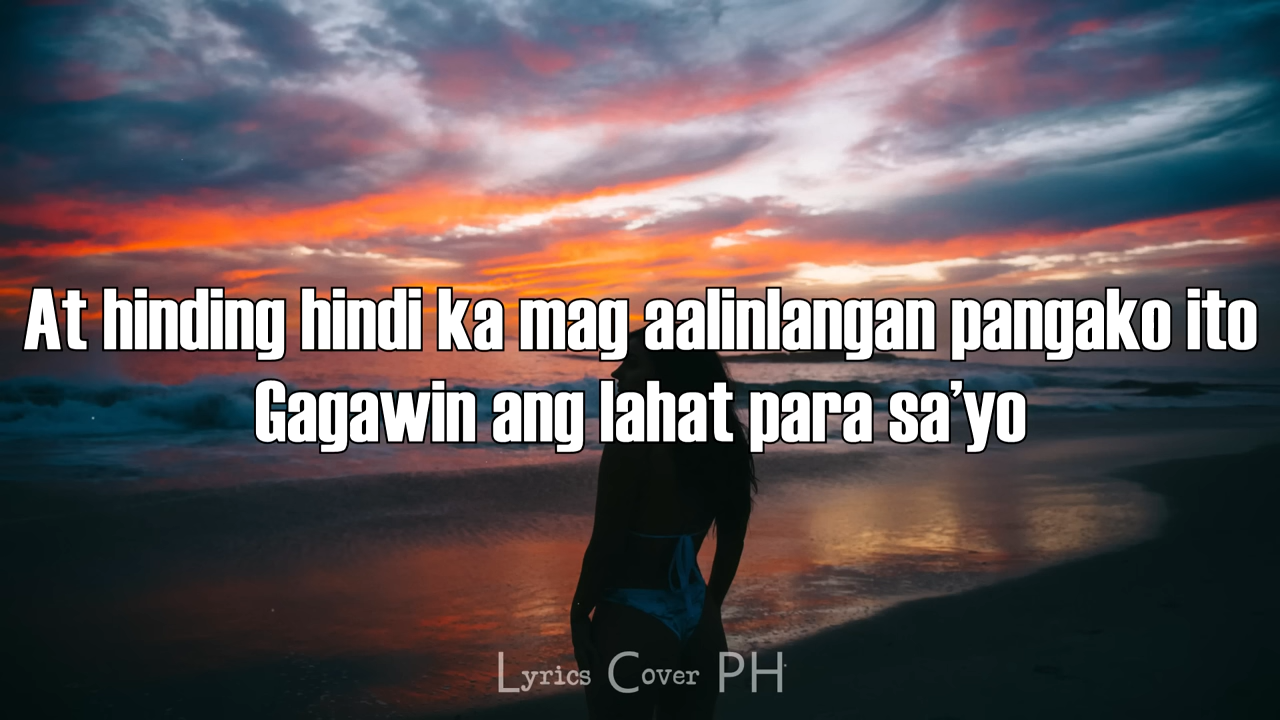 At hinding hindi ka mag aalinlangan pangako ito
Gagawin ang lahat para sa'yo
Lyrics Cover PH